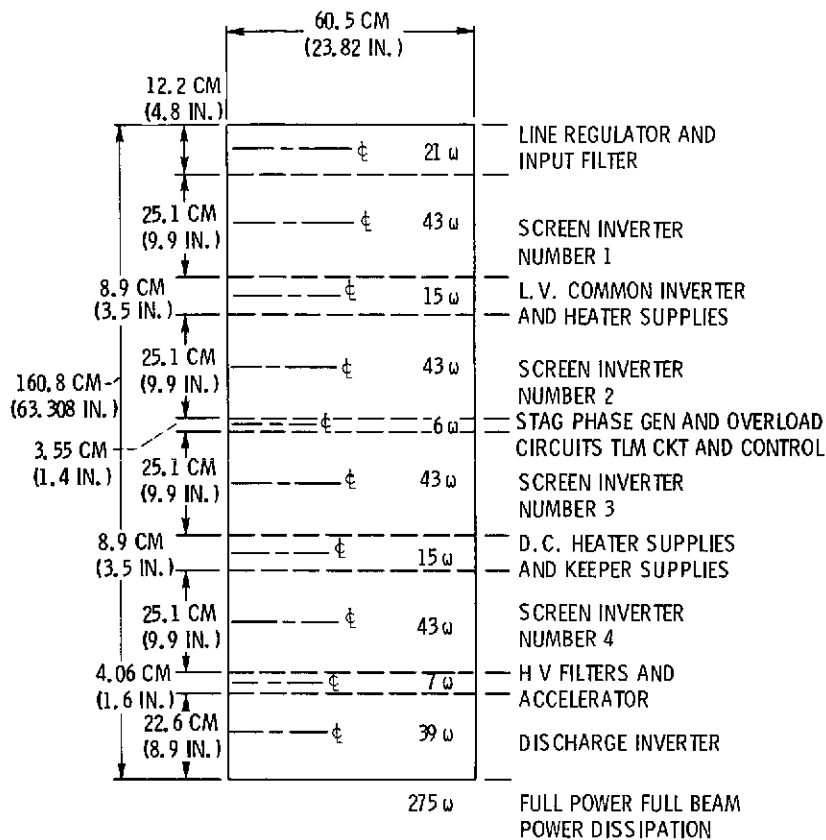 60.5 CM
(23.82 IN.)
12.2 CM
(4.8 IN.)
LINE REGULATOR AND
INPUT FILTER
℄ 21 ω
25.1 CM
(9.9 IN.)
℄ 43 ω
SCREEN INVERTER
NUMBER 1
8.9 CM
(3.5 IN.)
℄ 15 ω
L.V. COMMON INVERTER
AND HEATER SUPPLIES
25.1 CM
(9.9 IN.)
℄ 43 ω
SCREEN INVERTER
NUMBER 2
160.8 CM
(63.308 IN.)
3.55 CM
(1.4 IN.)
℄ 6 ω
STAG PHASE GEN AND OVERLOAD
CIRCUITS TLM CKT AND CONTROL
25.1 CM
(9.9 IN.)
℄ 43 ω
SCREEN INVERTER
NUMBER 3
8.9 CM
(3.5 IN.)
℄ 15 ω
D.C. HEATER SUPPLIES
AND KEEPER SUPPLIES
25.1 CM
(9.9 IN.)
℄ 43 ω
SCREEN INVERTER
NUMBER 4
4.06 CM
(1.6 IN.)
℄ 7 ω
H V FILTERS AND
ACCELERATOR
22.6 CM
(8.9 IN.)
℄ 39 ω
DISCHARGE INVERTER
275 ω
FULL POWER FULL BEAM
POWER DISSIPATION